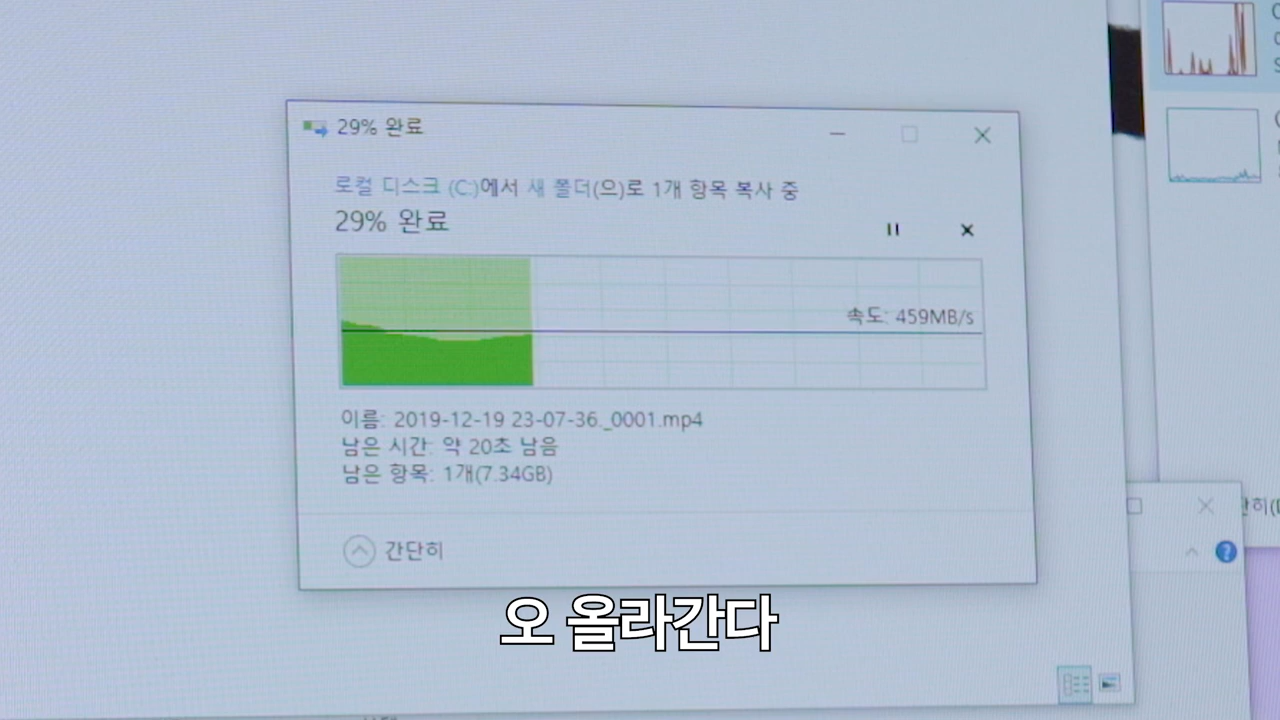 29% 완료
로컬 디스크 (C:)에서 새 폴더(으)로 1개 항목 복사 중
29% 완료
속도: 459MB/s
이름: 2019-12-19 23-07-36._0001.mp4
남은 시간: 약 20초 남음
남은 항목: 1개(7.34GB)
간단히
오 올라간다